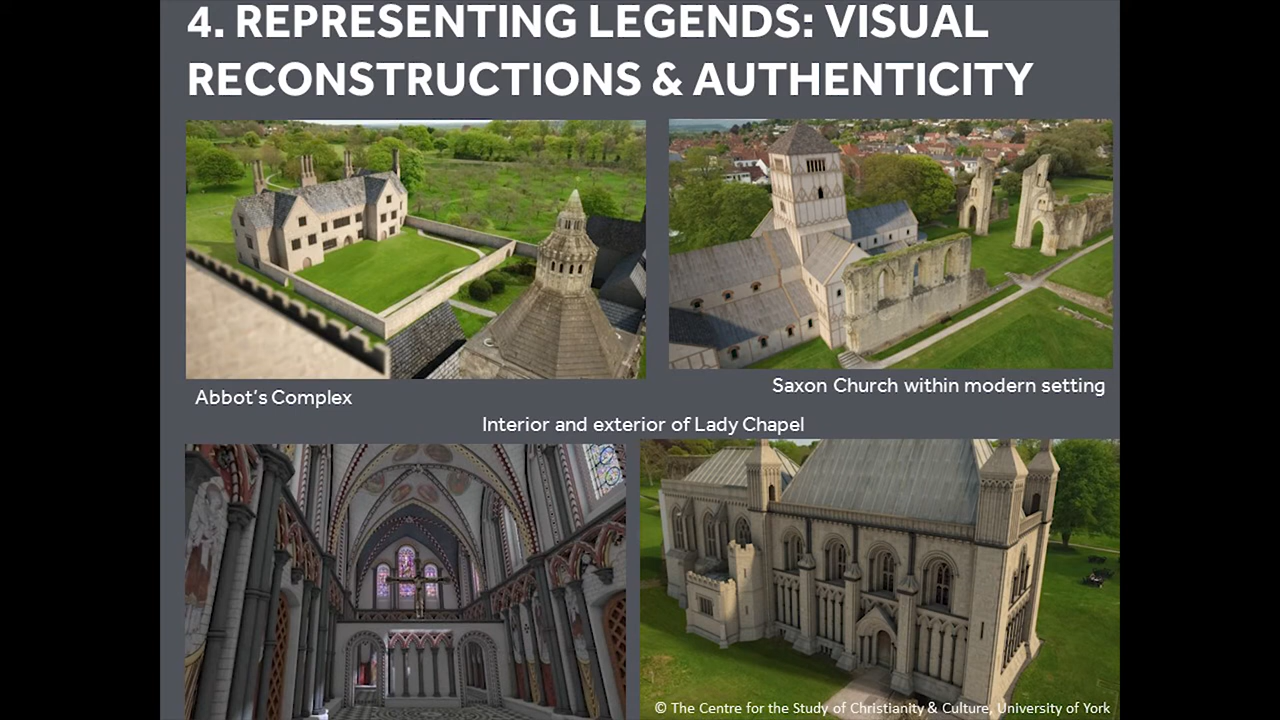 4. REPRESENTING LEGENDS: VISUAL
RECONSTRUCTIONS & AUTHENTICITY
Abbot's Complex
Saxon Church within modern setting
Interior and exterior of Lady Chapel
© The Centre for the Study of Christianity & Culture, University of York